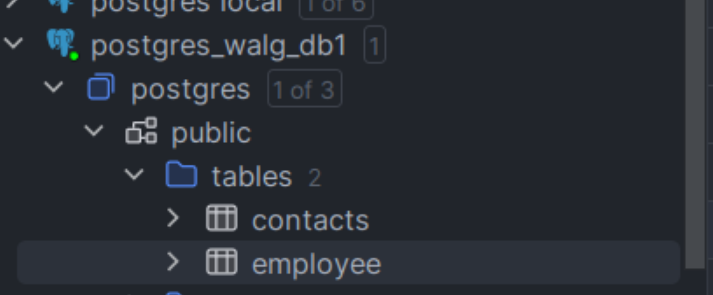 postgres local 1 of 6
postgres_walg_db1 1
postgres 1 of 3
public
tables 2
contacts
employee